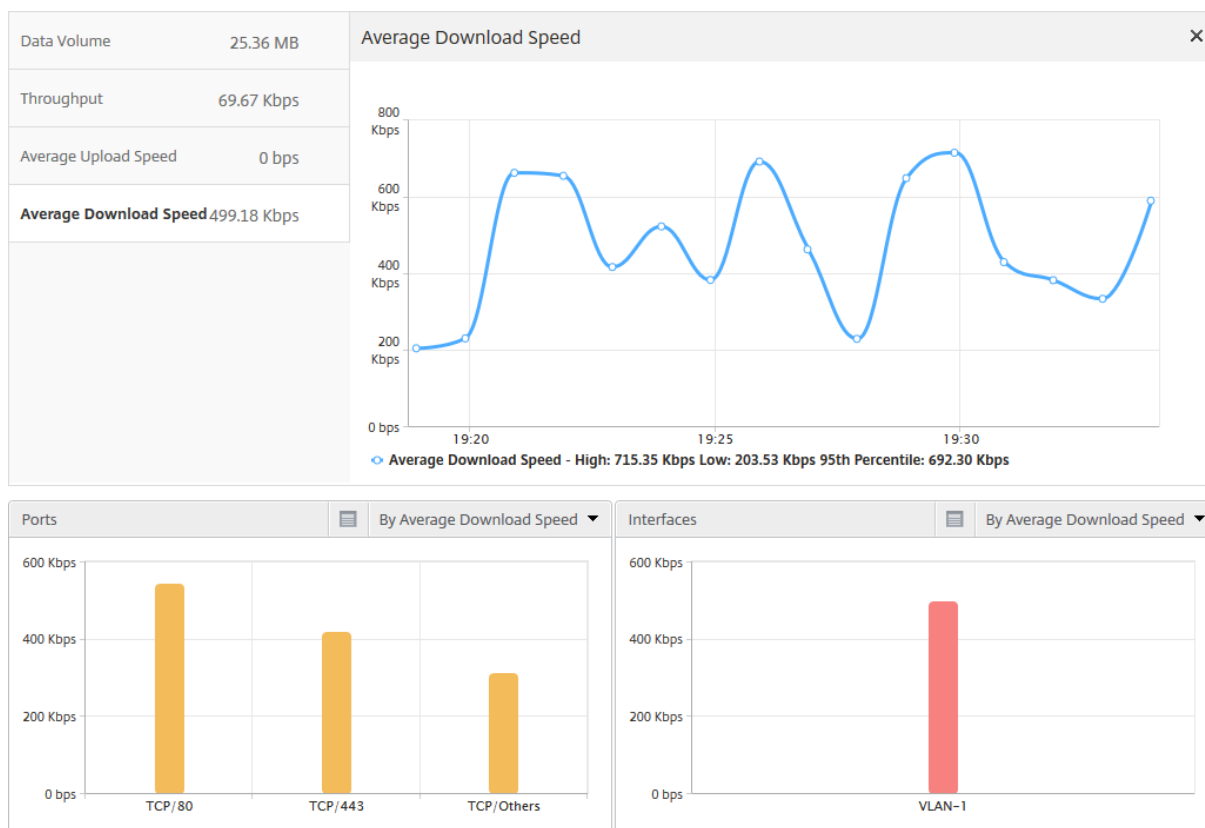 Data Volume 25.36 MB
Throughput 69.67 Kbps
Average Upload Speed 0 bps
Average Download Speed 499.18 Kbps
Average Download Speed ×
800
Kbps
600
Kbps
400
Kbps
200
Kbps
0 bps
19:20 19:25 19:30
Average Download Speed - High: 715.35 Kbps Low: 203.53 Kbps 95th Percentile: 692.30 Kbps
Ports By Average Download Speed
600 Kbps
400 Kbps
200 Kbps
0 bps
TCP/80 TCP/443 TCP/Others
Interfaces By Average Download Speed
600 Kbps
400 Kbps
200 Kbps
0 bps
VLAN-1